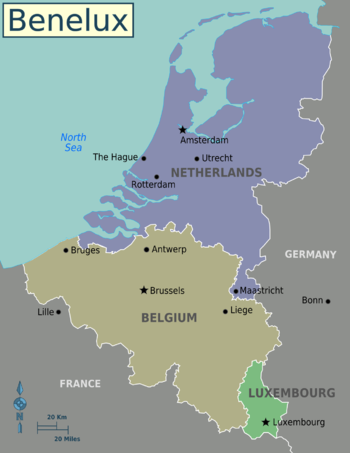 Benelux
North
Sea
Amsterdam
The Hague
Utrecht
NETHERLANDS
Rotterdam
Bruges
Antwerp
GERMANY
Brussels
Maastricht
Bonn
Lille
Liege
BELGIUM
FRANCE
LUXEMBOURG
N
20 Km
20 Miles
Luxembourg